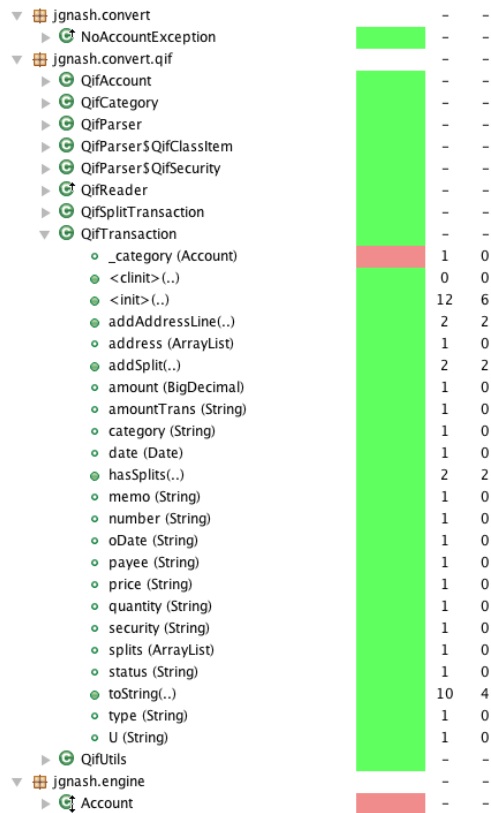 jgnash.convert - -
NoAccountException - -
jgnash.convert.qif - -
QifAccount - -
QifCategory - -
QifParser - -
QifParser$QifClassItem - -
QifParser$QifSecurity - -
QifReader - -
QifSplitTransaction - -
QifTransaction - -
_category (Account) 1 0
<clinit>(..) 0 0
<init>(..) 12 6
addAddressLine(..) 2 2
address (ArrayList) 1 0
addSplit(..) 2 2
amount (BigDecimal) 1 0
amountTrans (String) 1 0
category (String) 1 0
date (Date) 1 0
hasSplits(..) 2 2
memo (String) 1 0
number (String) 1 0
oDate (String) 1 0
payee (String) 1 0
price (String) 1 0
quantity (String) 1 0
security (String) 1 0
splits (ArrayList) 1 0
status (String) 1 0
toString(..) 10 4
type (String) 1 0
U (String) 1 0
QifUtils - -
jgnash.engine - -
Account - -